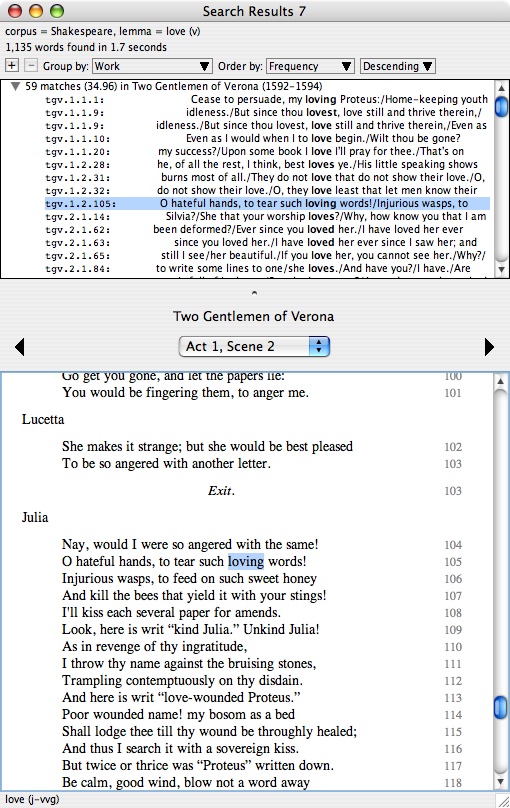 Search Results 7
corpus = Shakespeare, lemma = love (v)
1,135 words found in 1.7 seconds
+ − Group by: Work Order by: Frequency Descending
59 matches (34.96) in Two Gentlemen of Verona (1592–1594)
tgv.1.1.1: Cease to persuade, my loving Proteus:/Home-keeping youth
tgv.1.1.9: idleness./But since thou lovest, love still and thrive therein,/
tgv.1.1.9: idleness./But since thou lovest, love still and thrive therein,/Even as
tgv.1.1.10: Even as I would when I to love begin./Wilt thou be gone?
tgv.1.1.20: my success?/Upon some book I love I'll pray for thee./That's on
tgv.1.2.28: he, of all the rest, I think, best loves ye./His little speaking shows
tgv.1.2.31: burns most of all./They do not love that do not show their love./O,
tgv.1.2.32: do not show their love./O, they love least that let men know their
tgv.1.2.105: O hateful hands, to tear such loving words!/Injurious wasps, to
tgv.2.1.14: Silvia?/She that your worship loves?/Why, how know you that I am
tgv.2.1.62: been deformed?/Ever since you loved her./I have loved her ever
tgv.2.1.63: since you loved her./I have loved her ever since I saw her; and
tgv.2.1.65: still I see/her beautiful./If you love her, you cannot see her./Why?/
tgv.2.1.84: to write some lines to one/she loves./And have you?/I have./Are
Two Gentlemen of Verona
Act 1, Scene 2
Go get you gone, and let the papers lie: 100
You would be fingering them, to anger me. 101
Lucetta
She makes it strange; but she would be best pleased 102
To be so angered with another letter. 103
Exit. 103
Julia
Nay, would I were so angered with the same! 104
O hateful hands, to tear such loving words! 105
Injurious wasps, to feed on such sweet honey 106
And kill the bees that yield it with your stings! 107
I'll kiss each several paper for amends. 108
Look, here is writ “kind Julia.” Unkind Julia! 109
As in revenge of thy ingratitude, 110
I throw thy name against the bruising stones, 111
Trampling contemptuously on thy disdain. 112
And here is writ “love-wounded Proteus.” 113
Poor wounded name! my bosom as a bed 114
Shall lodge thee till thy wound be throughly healed; 115
And thus I search it with a sovereign kiss. 116
But twice or thrice was “Proteus” written down. 117
Be calm, good wind, blow not a word away 118
love (j-vvg)